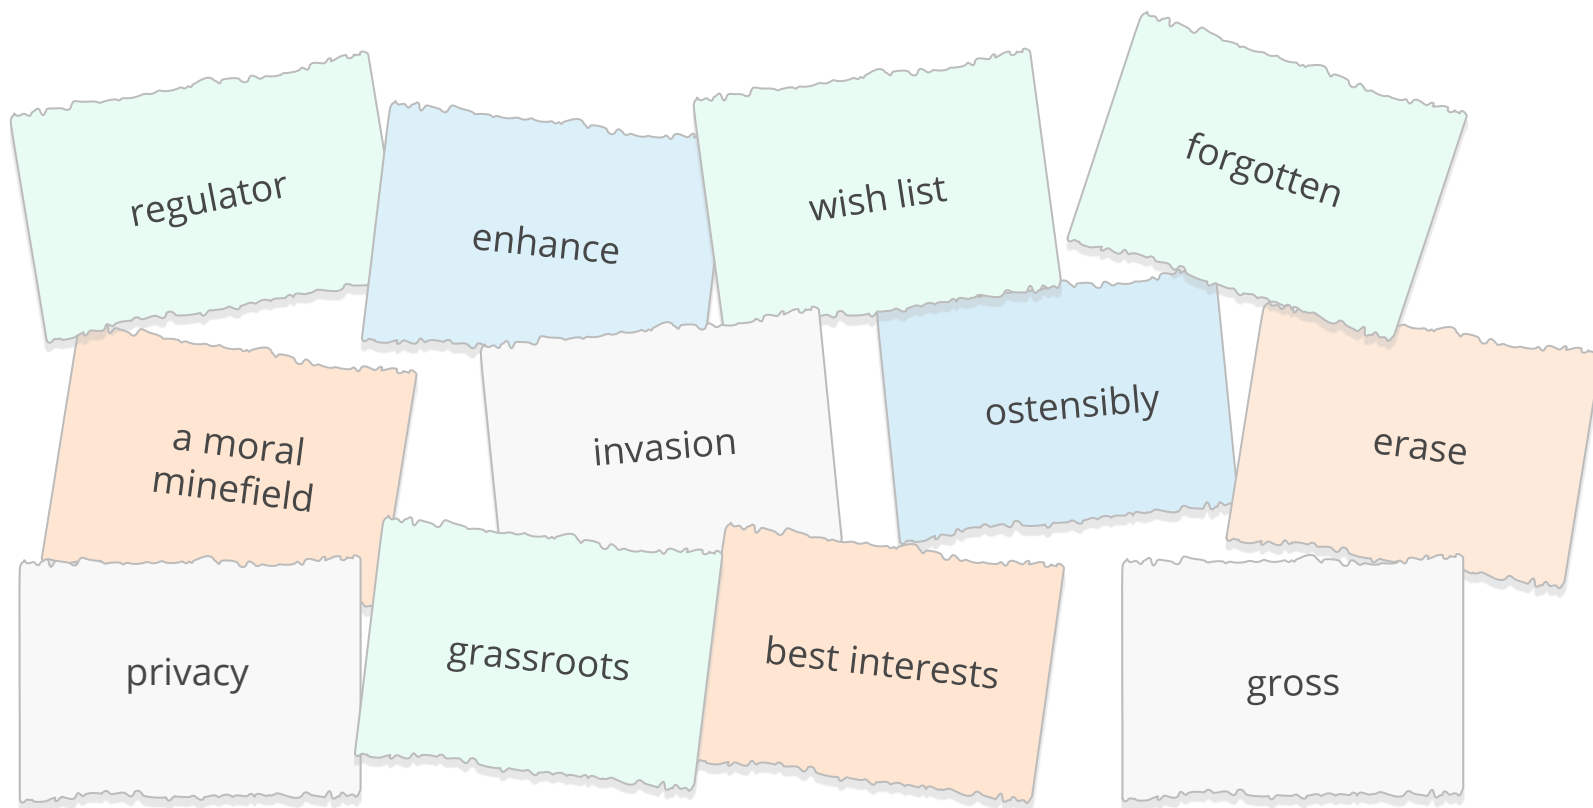 regulator
enhance
wish list
forgotten
a moral
minefield
invasion
ostensibly
erase
privacy
grassroots
best interests
gross